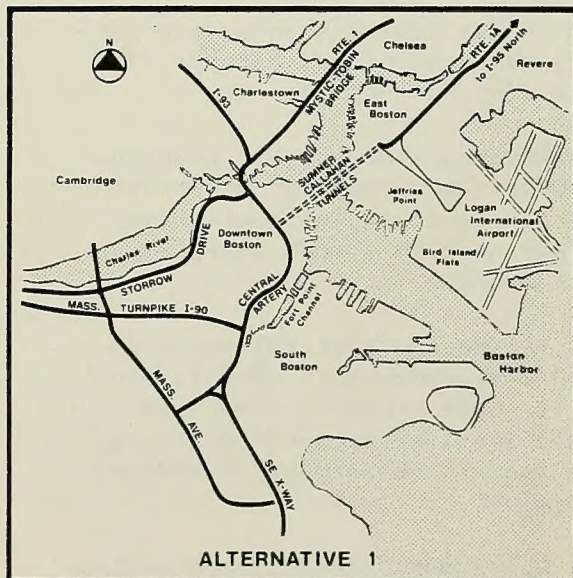 N
RTE. 1
Chelsea
RTE. 1A
to I-95 North
Revere
I-93
Charlestown
MYSTIC-TOBIN
BRIDGE
East
Boston
Cambridge
SUMNER
CALLAHAN
TUNNELS
Jeffries
Point
Logan
International
Airport
Charles River
STORROW
DRIVE
Downtown
Boston
Bird Island
Flats
MASS. TURNPIKE I-90
CENTRAL
ARTERY
Fort Point
Channel
South
Boston
Boston
Harbor
MASS.
AVE.
SE X-WAY
ALTERNATIVE 1